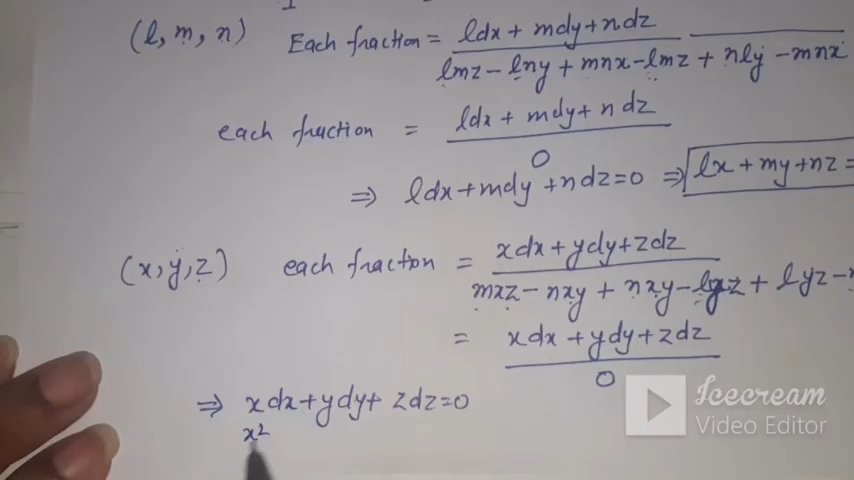 (l, m, n) Each fraction = ldx + mdy + ndz
lmz - lny + mnx - lmz + nly - mnx
each fraction = ldx + mdy + ndz
0
⇒ ldx + mdy + ndz = 0 ⇒ lx + my + nz =
(x, y, z) each fraction = xdx + ydy + zdz
mxz - nxy + nxy - lyz + lyz -
= xdx + ydy + zdz
0
⇒ xdx + ydy + zdz = 0
x²
Icecream
Video Editor